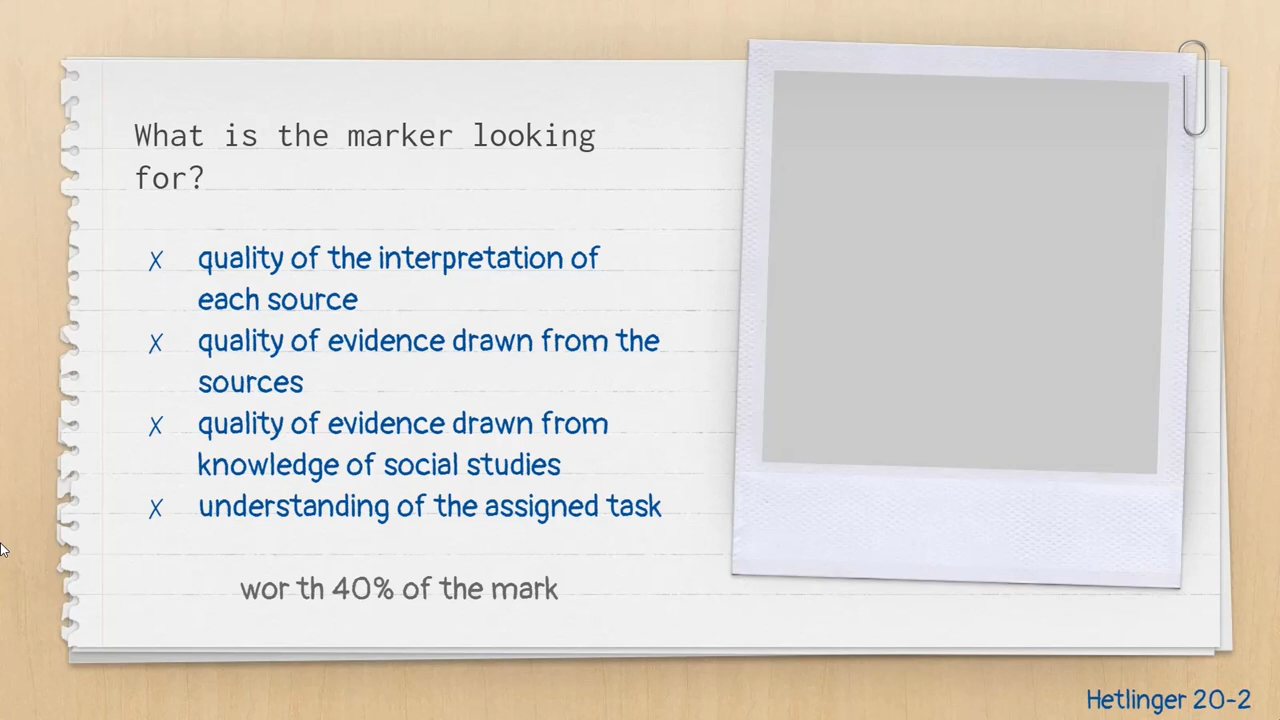 What is the marker looking
for?
x quality of the interpretation of
each source
x quality of evidence drawn from the
sources
x quality of evidence drawn from
knowledge of social studies
x understanding of the assigned task
wor th 40% of the mark
Hetlinger 20-2